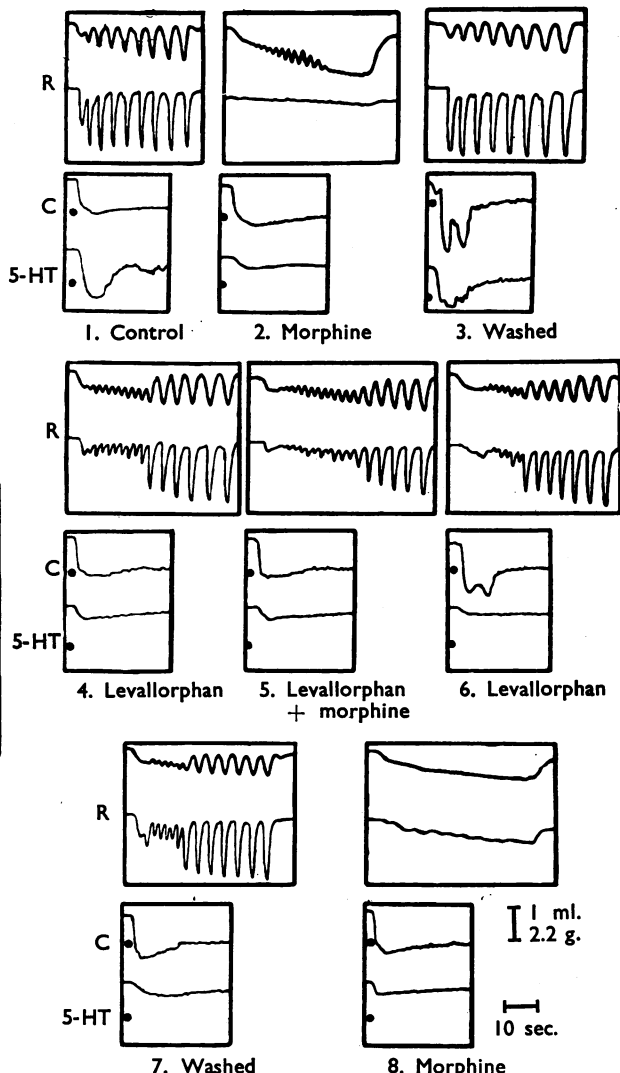 R
C
5-HT
1. Control
2. Morphine
3. Washed
R
C
5-HT
4. Levallorphan
5. Levallorphan
+ morphine
6. Levallorphan
R
C
5-HT
1 ml.
2.2 g.
10 sec.
7. Washed
8. Morphine